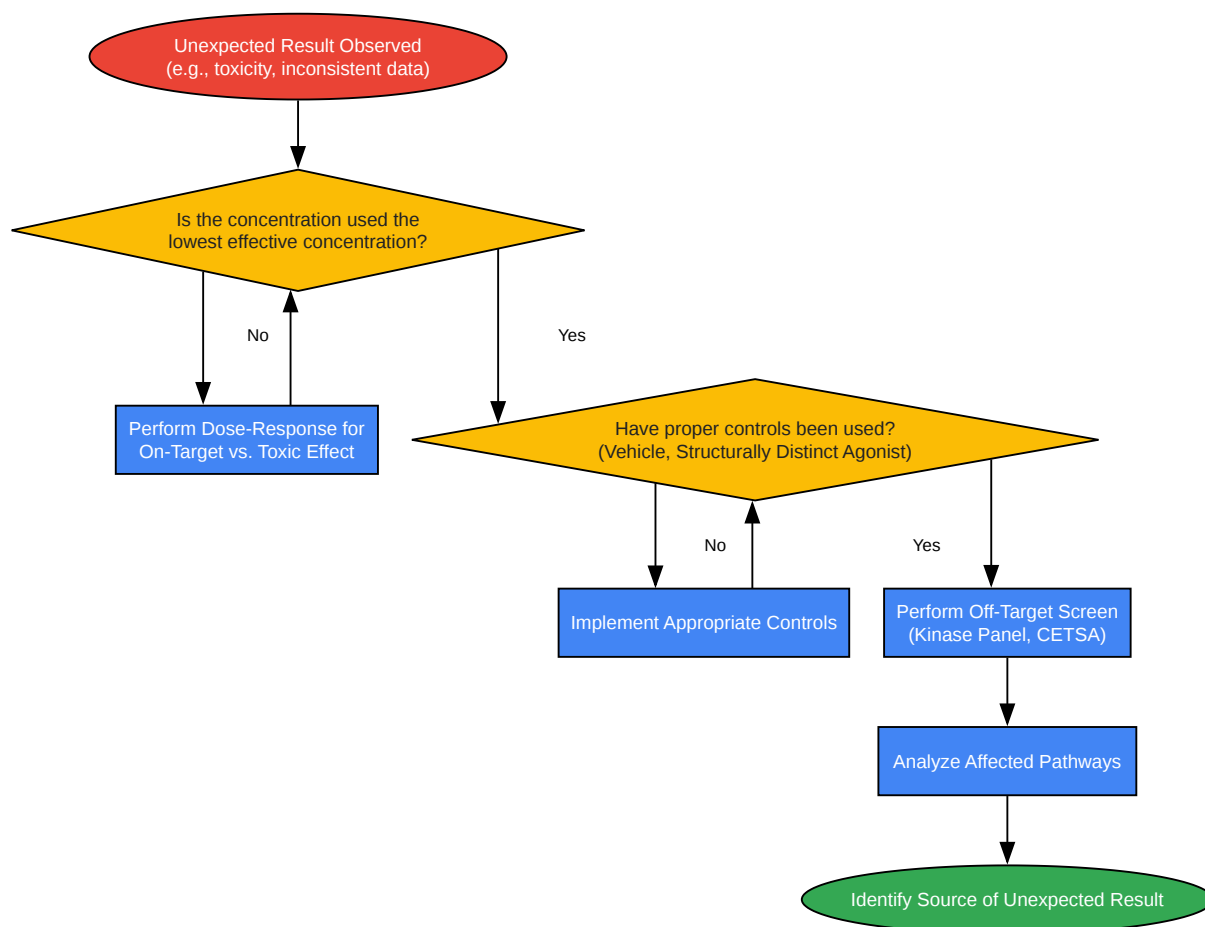 Unexpected Result Observed
(e.g., toxicity, inconsistent data)
Is the concentration used the
lowest effective concentration?
No
Yes
Perform Dose-Response for
On-Target vs. Toxic Effect
Have proper controls been used?
(Vehicle, Structurally Distinct Agonist)
No
Yes
Implement Appropriate Controls
Perform Off-Target Screen
(Kinase Panel, CETSA)
Analyze Affected Pathways
Identify Source of Unexpected Result